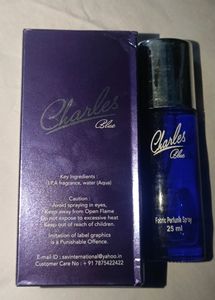 Charles
Blue
Key Ingredients :
I.P.A fragrance, water (Aqua)
Caution :
Avoid spraying in eyes,
Keep away from Open Flame
Do not expose to excessive heat
Keep out of reach of children.
Imitation of label graphics
is a Punishable Offence.
E-mail ID : savinternational@yahoo.in
Customer Care No : + 91 7875422422
Charles
Blue
Fabric Perfume Spray
25 ml